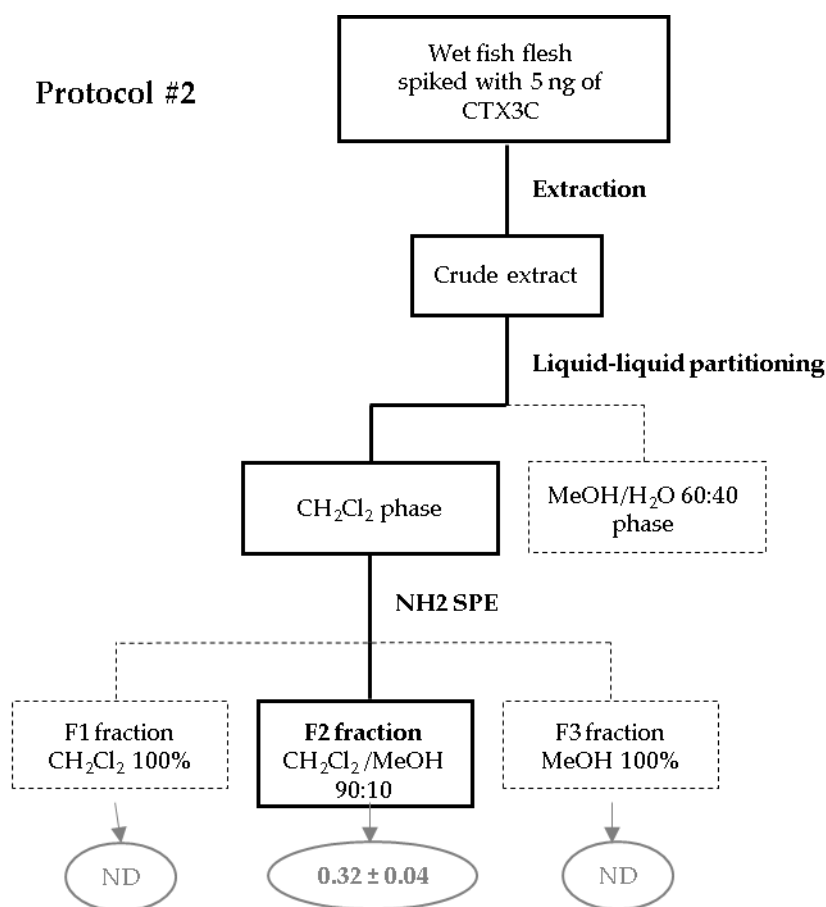 Protocol #2
Wet fish flesh
spiked with 5 ng of
CTX3C
Extraction
Crude extract
Liquid-liquid partitioning
CH₂Cl₂ phase
MeOH/H₂O 60:40
phase
NH2 SPE
F1 fraction
CH₂Cl₂ 100%
F2 fraction
CH₂Cl₂ /MeOH
90:10
F3 fraction
MeOH 100%
ND
0.32 ± 0.04
ND